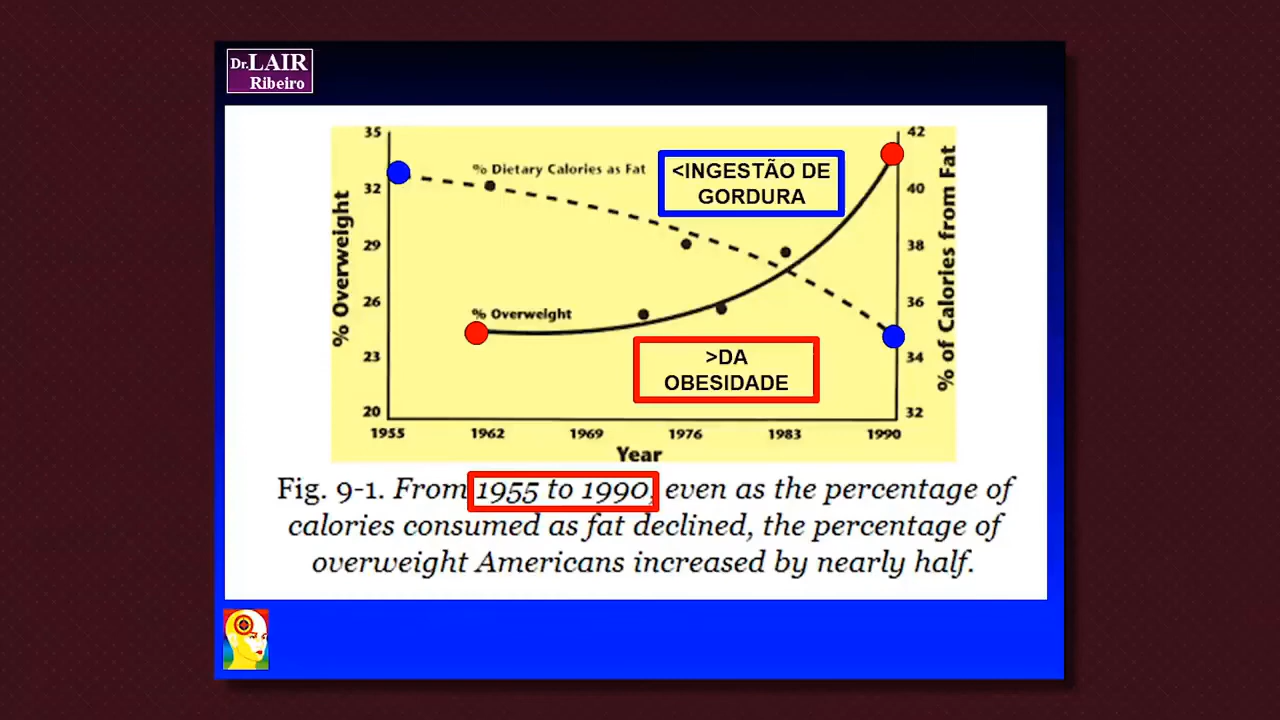 Dr.LAIR
Ribeiro
35
32
29
26
23
20
% Overweight
% Dietary Calories as Fat
<INGESTÃO DE
GORDURA
% Overweight
>DA
OBESIDADE
42
40
38
36
34
32
% of Calories from Fat
1955
1962
1969
1976
1983
1990
Year
Fig. 9-1. From 1955 to 1990, even as the percentage of
calories consumed as fat declined, the percentage of
overweight Americans increased by nearly half.